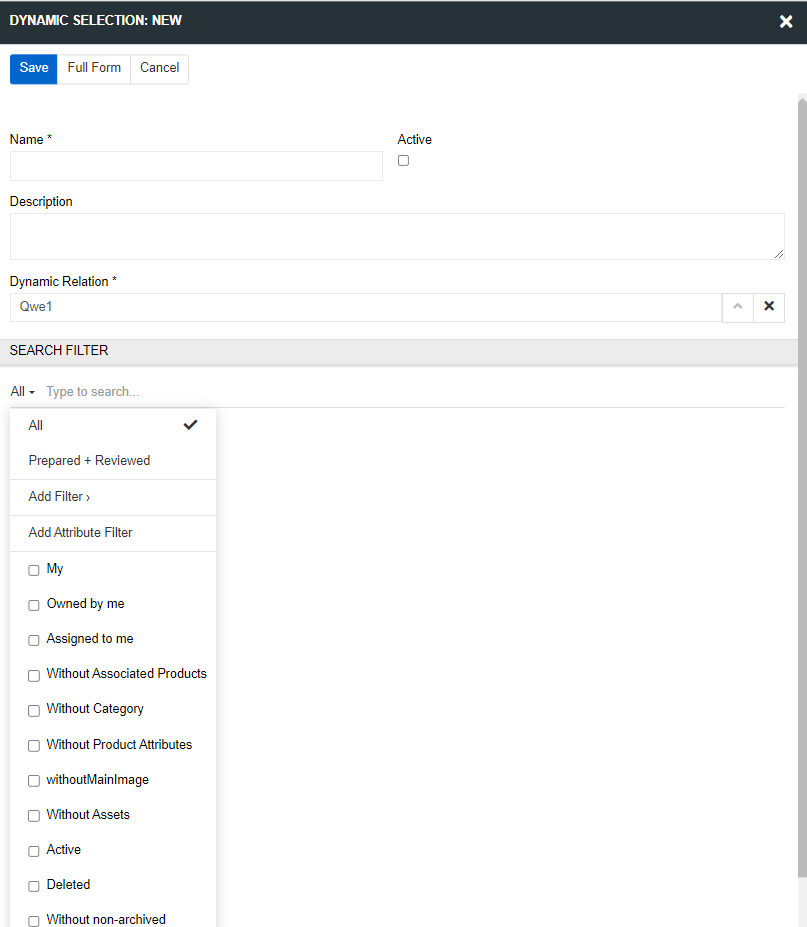 DYNAMIC SELECTION: NEW
Save Full Form Cancel
Name * Active
Description
Dynamic Relation *
Qwe1
SEARCH FILTER
All Type to search...
All
Prepared + Reviewed
Add Filter ›
Add Attribute Filter
My
Owned by me
Assigned to me
Without Associated Products
Without Category
Without Product Attributes
withoutMainImage
Without Assets
Active
Deleted
Without non-archived